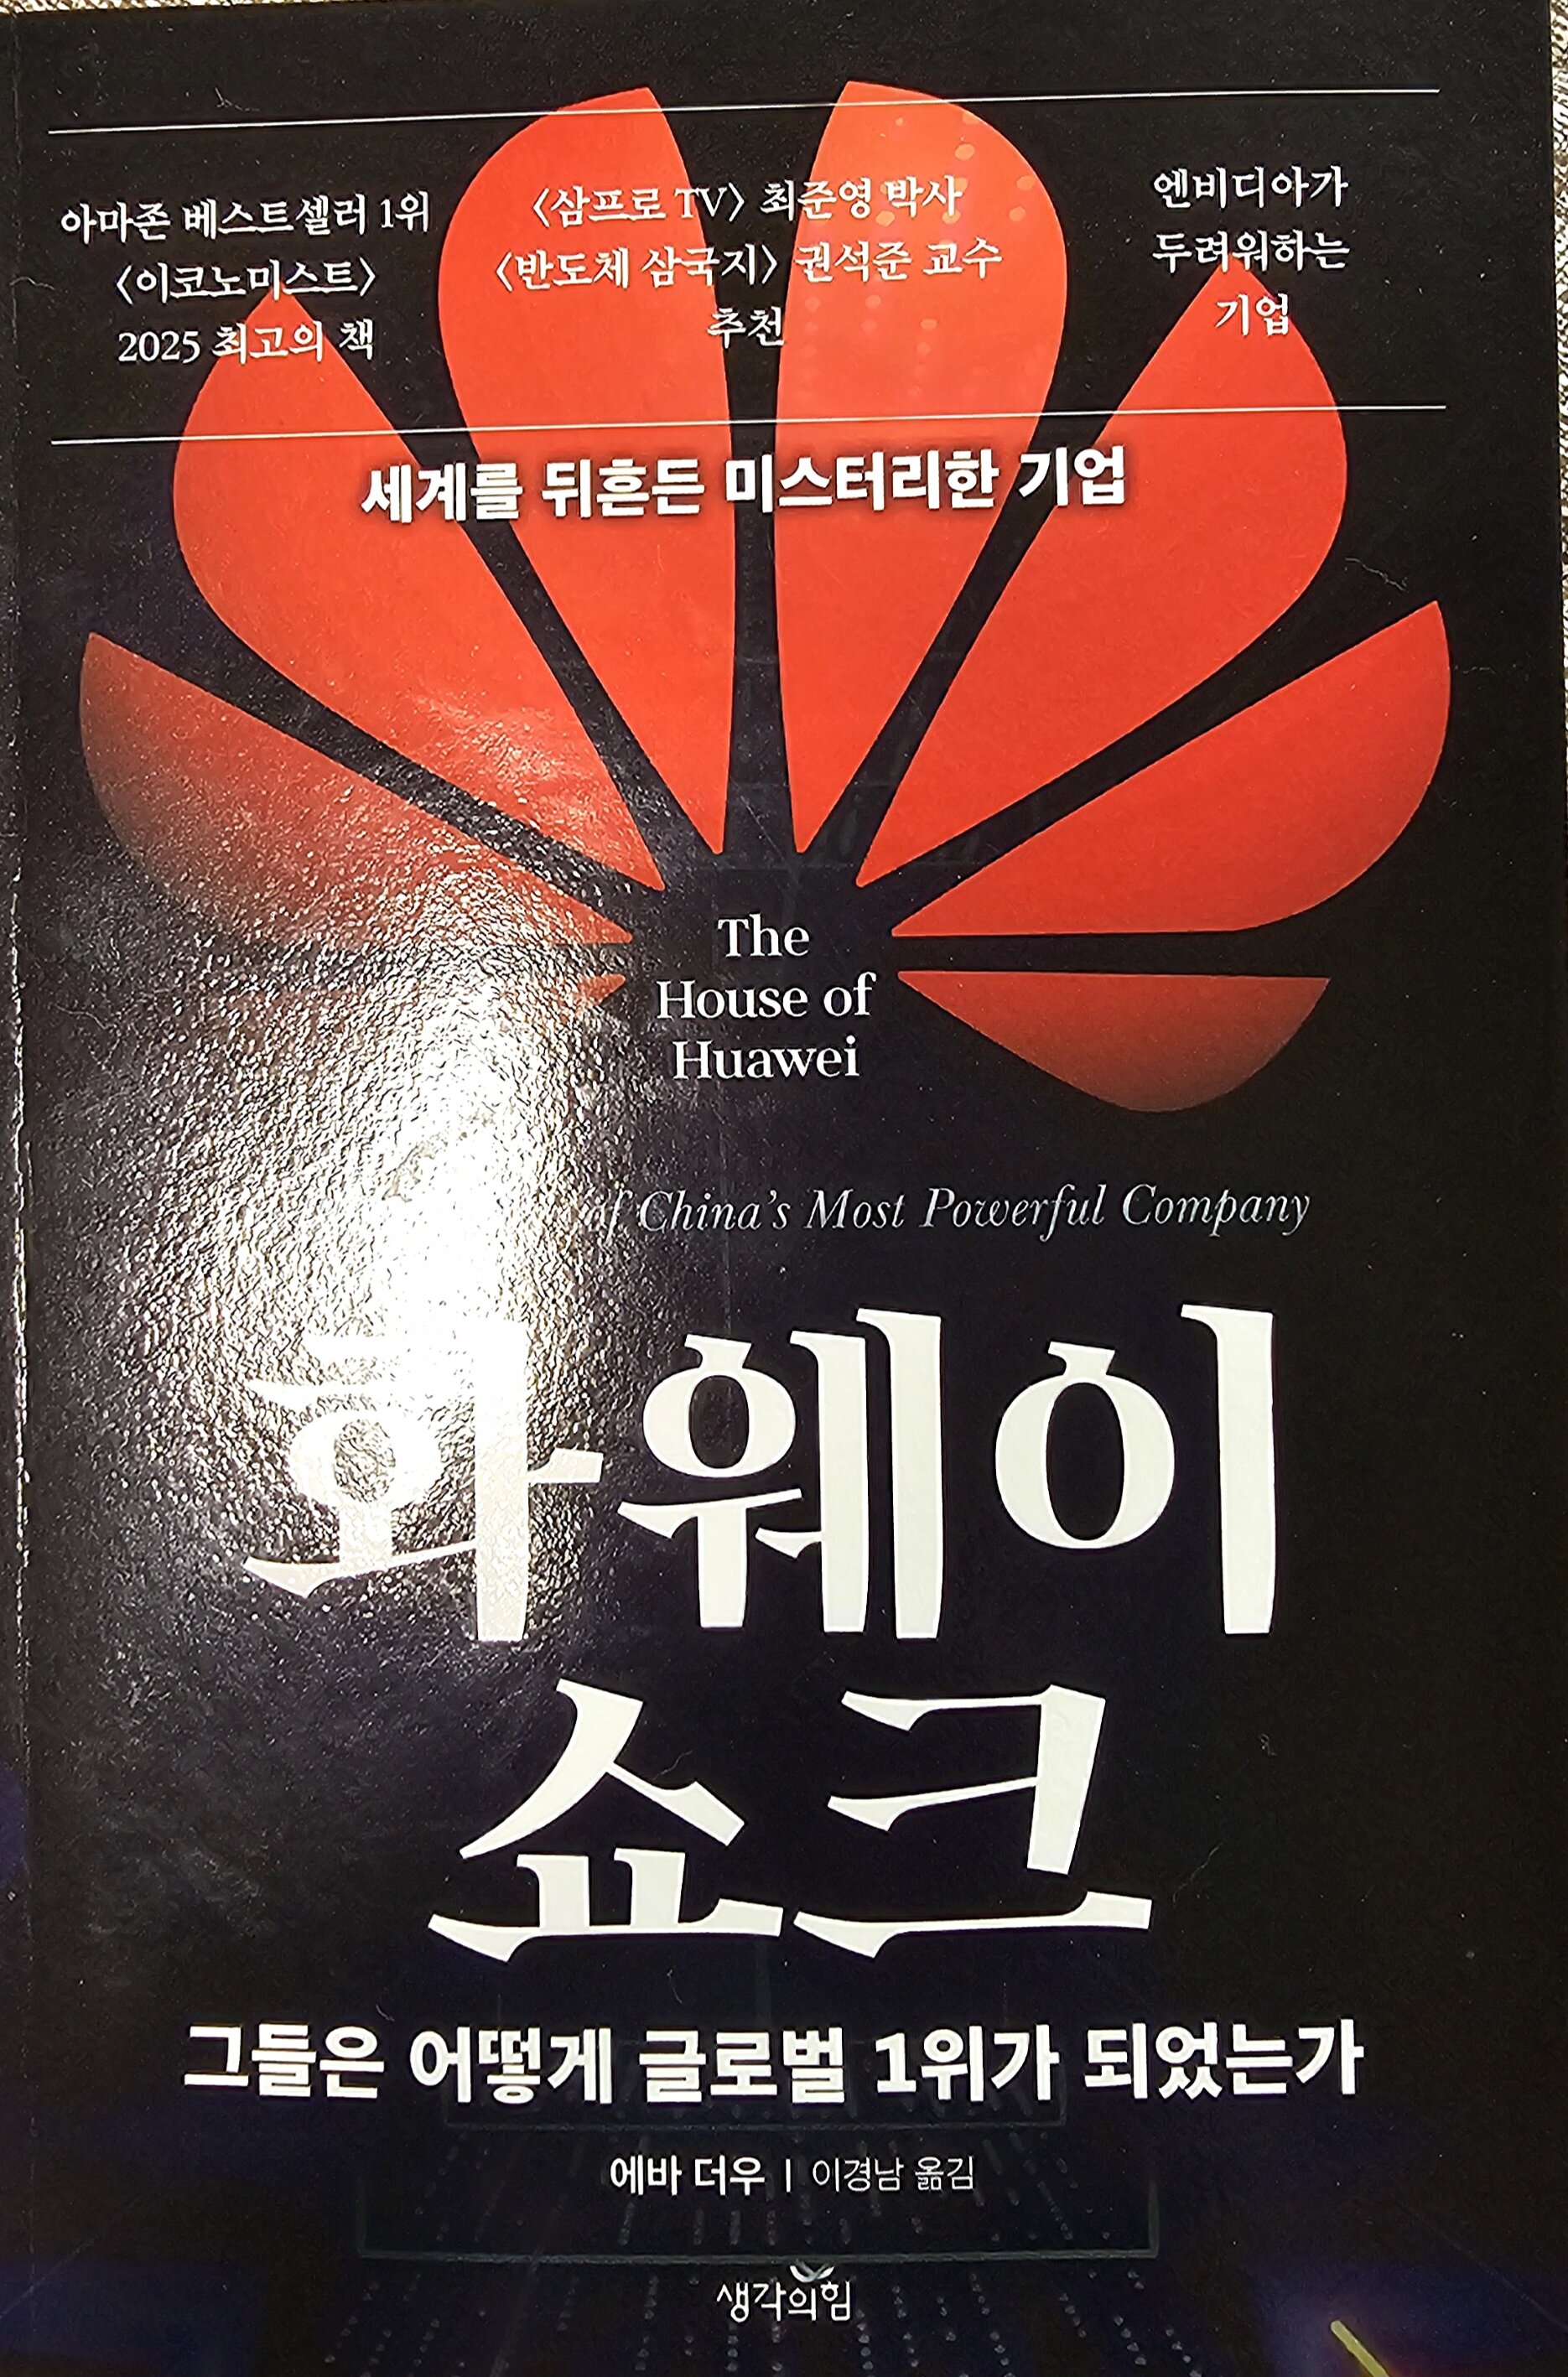 아마존 베스트셀러 1위
〈이코노미스트〉
2025 최고의 책
〈삼프로 TV〉 최준영 박사
〈반도체 삼국지〉 권석준 교수
추천
엔비디아가
두려워하는
기업
세계를 뒤흔든 미스터리한 기업
The
House of
Huawei
of China's Most Powerful Company
화웨이
쇼크
그들은 어떻게 글로벌 1위가 되었는가
에바 더우 | 이경남 옮김
생각의힘